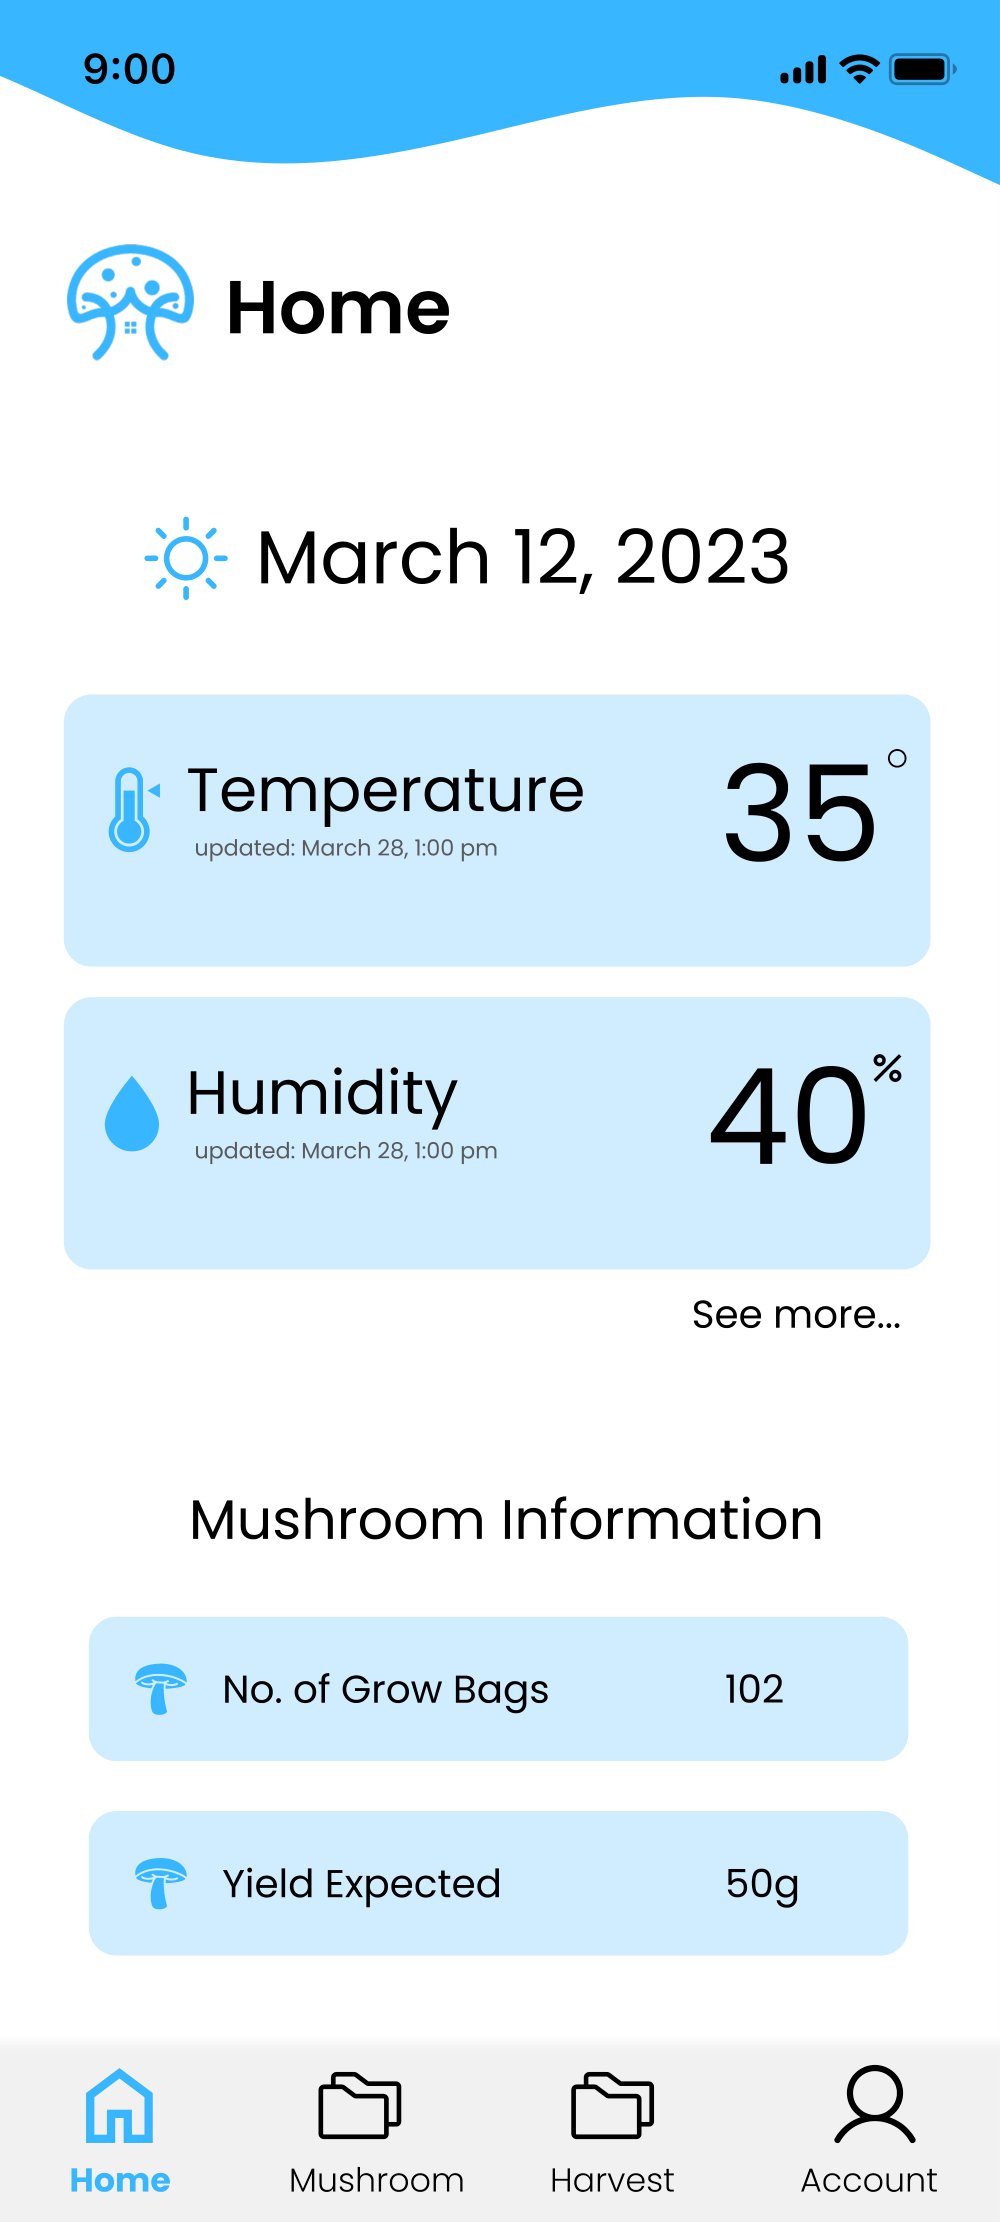 9:00
Home
March 12, 2023
Temperature
35°
updated: March 28, 1:00 pm
Humidity
40%
updated: March 28, 1:00 pm
See more...
Mushroom Information
No. of Grow Bags 102
Yield Expected 50g
Home Mushroom Harvest Account